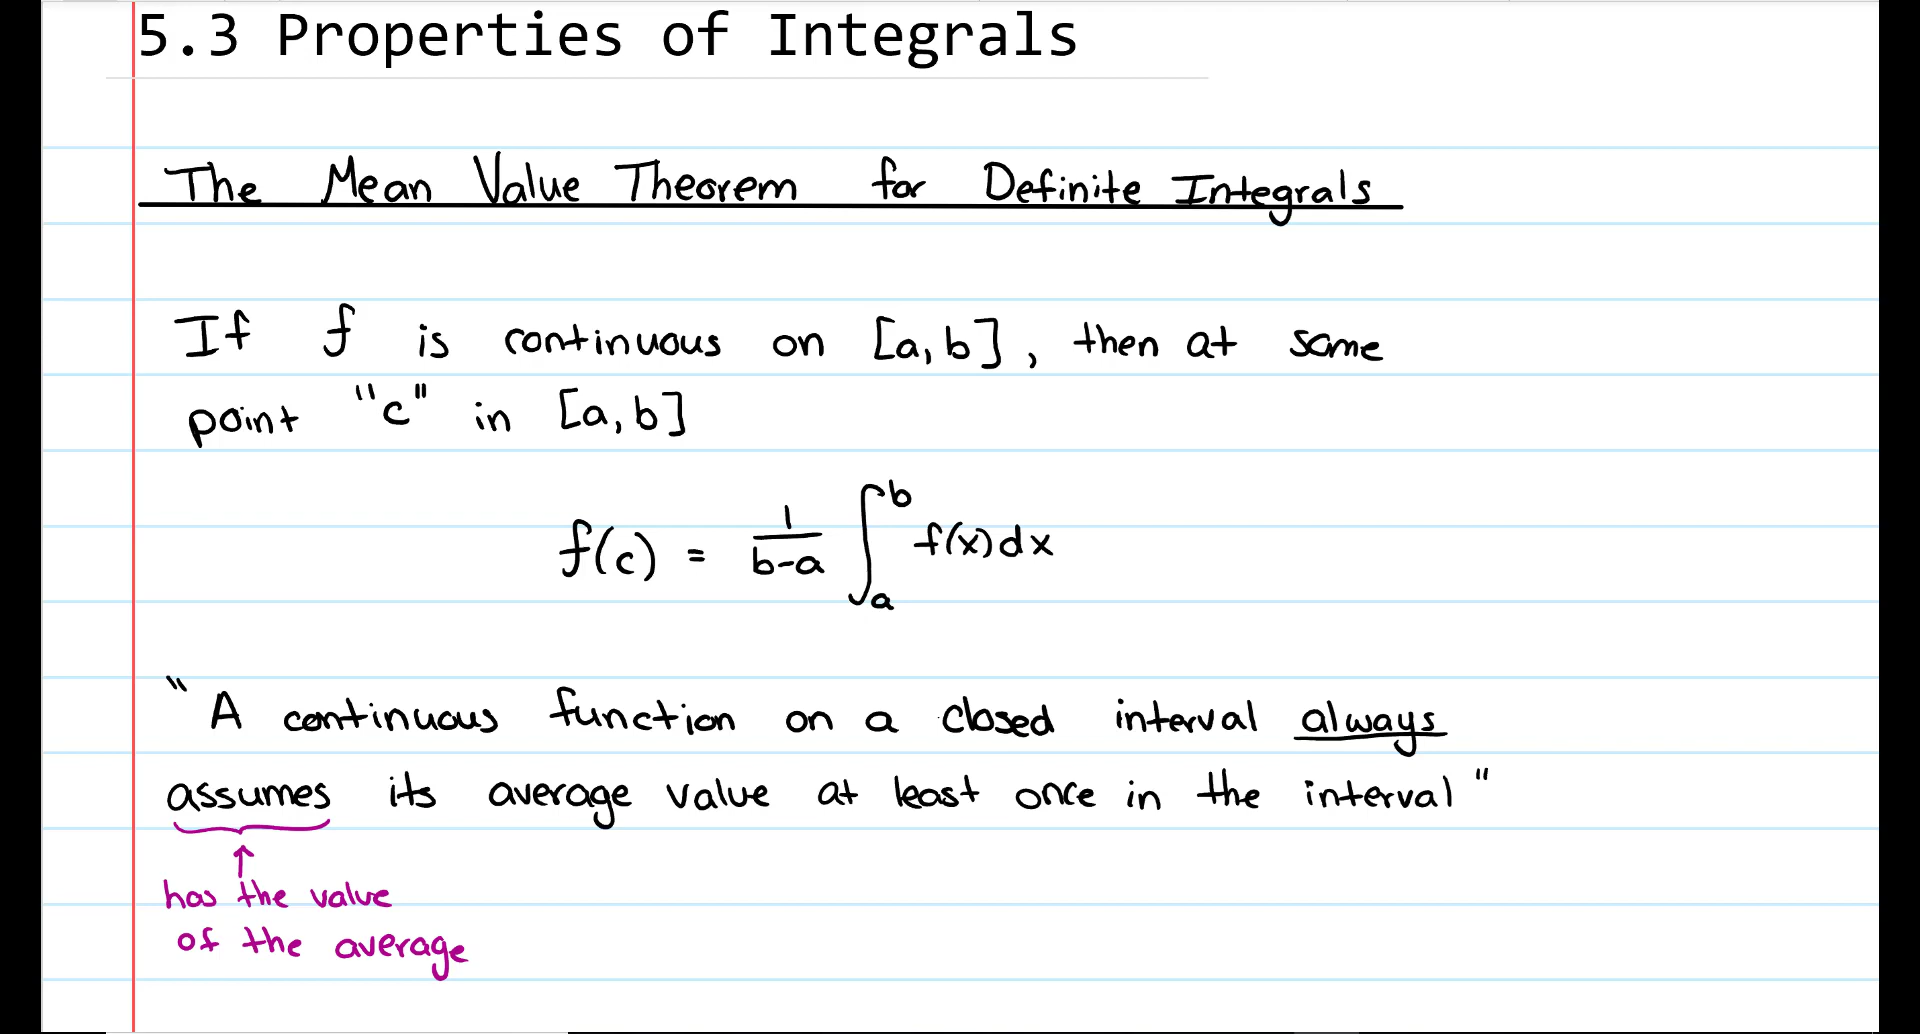 5.3 Properties of Integrals
The Mean Value Theorem for Definite Integrals
If f is continuous on [a, b], then at some
point "c" in [a, b]
f(c) = 1/(b-a) ∫_a^b f(x)dx
"A continuous function on a closed interval always
assumes its average value at least once in the interval"
has the value
of the average